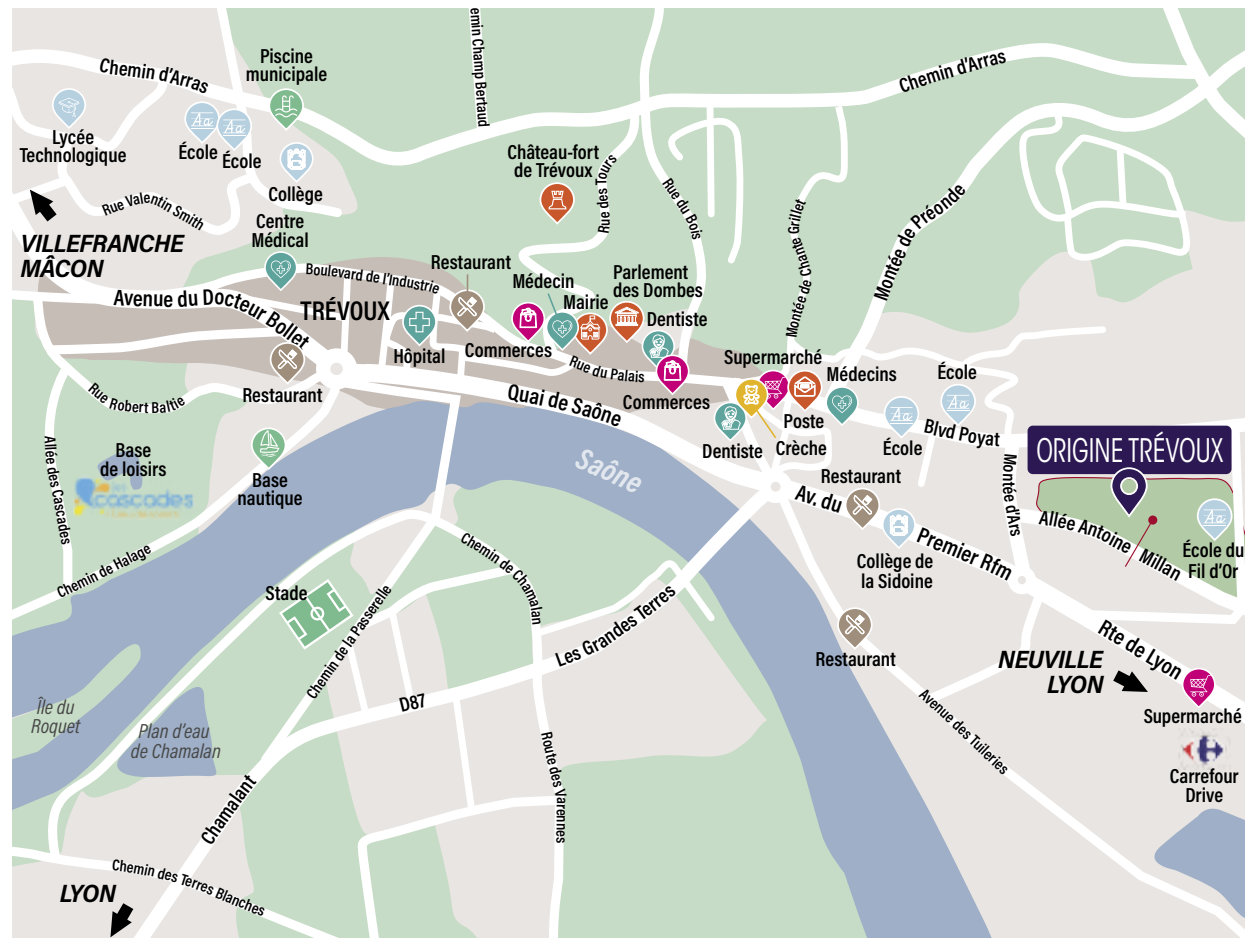 emin Champ Bertaud
Piscine
municipale
Chemin d'Arras
Chemin d'Arras
Lycée
Technologique
École
École
Collège
Château-fort
de Trévoux
Rue des Tours
Rue du Bois
Rue Valentin Smith
Montée de Chante Grillet
Montée de Préonde
VILLEFRANCHE
MÂCON
Centre
Médical
Boulevard de l'Industrie
Restaurant
Médecin
Mairie
Parlement
des Dombes
Dentiste
Avenue du Docteur Bollet
TRÉVOUX
Hôpital
Commerces
Rue du Palais
Supermarché
Médecins
École
Restaurant
Rue Robert Baltie
Quai de Saône
Commerces
Poste
Crèche
Dentiste
École
Blvd Poyat
ORIGINE TRÉVOUX
Allée des Cascades
Base
de loisirs
les
cascades
Base
nautique
Saône
Restaurant
Av. du
Premier Rfm
Montée d'Ars
Allée Antoine Millan
École du
Fil d'Or
Collège de
la Sidoine
Chemin de Halage
Stade
Chemin de Chamalan
Chemin de la Passerelle
Les Grandes Terres
Restaurant
NEUVILLE
LYON
Rte de Lyon
Supermarché
Carrefour
Drive
Île du
Roquet
Plan d'eau
de Chamalan
D87
Avenue des Tuileries
Route des Varennes
Chamalant
Chemin des Terres Blanches
LYON